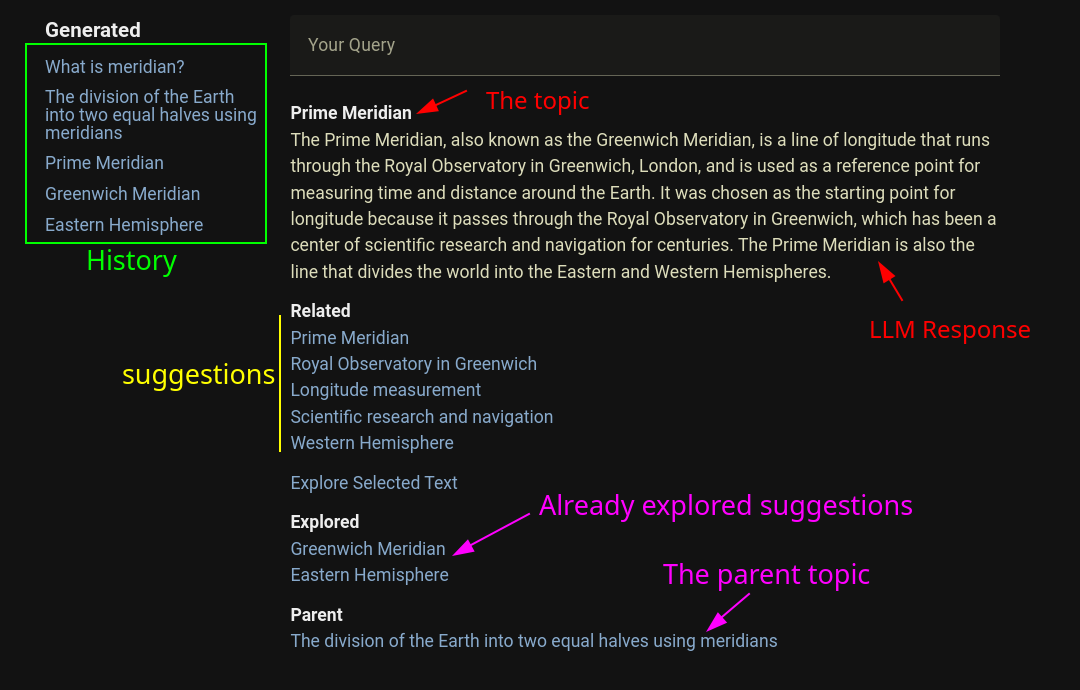 Generated
What is meridian?
The division of the Earth
into two equal halves using
meridians
Prime Meridian
Greenwich Meridian
Eastern Hemisphere
History
suggestions
Your Query
Prime Meridian
The topic
The Prime Meridian, also known as the Greenwich Meridian, is a line of longitude that runs
through the Royal Observatory in Greenwich, London, and is used as a reference point for
measuring time and distance around the Earth. It was chosen as the starting point for
longitude because it passes through the Royal Observatory in Greenwich, which has been a
center of scientific research and navigation for centuries. The Prime Meridian is also the
line that divides the world into the Eastern and Western Hemispheres.
LLM Response
Related
Prime Meridian
Royal Observatory in Greenwich
Longitude measurement
Scientific research and navigation
Western Hemisphere
Explore Selected Text
Already explored suggestions
Explored
Greenwich Meridian
Eastern Hemisphere
The parent topic
Parent
The division of the Earth into two equal halves using meridians